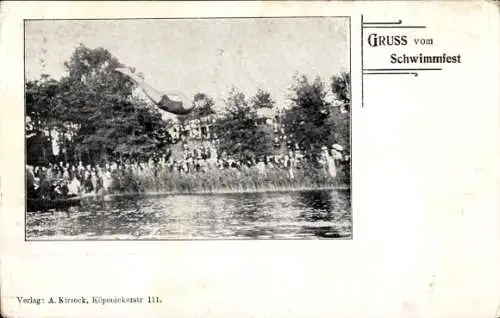 GRUSS vom
Schwimmfest
Verlag: A. Kirseck, Köpenickerstr 111.